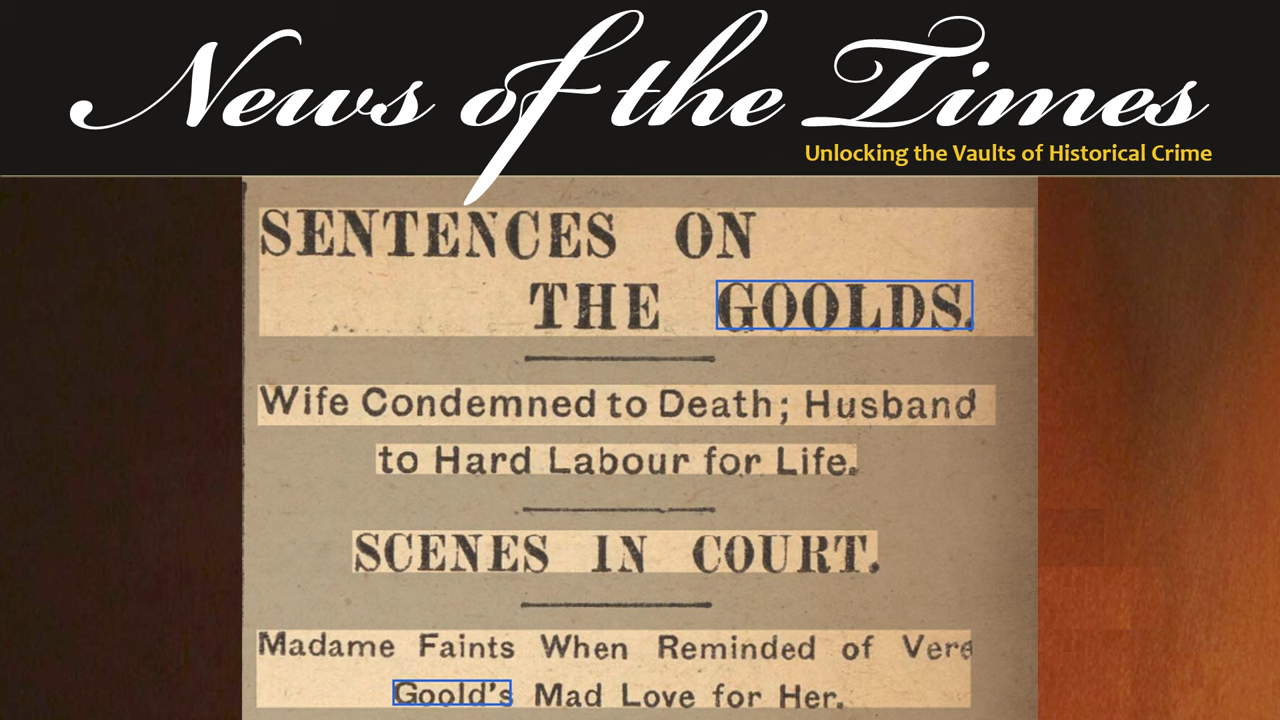 News of the Times
Unlocking the Vaults of Historical Crime
SENTENCES ON
THE GOOLDS.
Wife Condemned to Death; Husband
to Hard Labour for Life.
SCENES IN COURT.
Madame Faints When Reminded of Vere
Goold's Mad Love for Her.